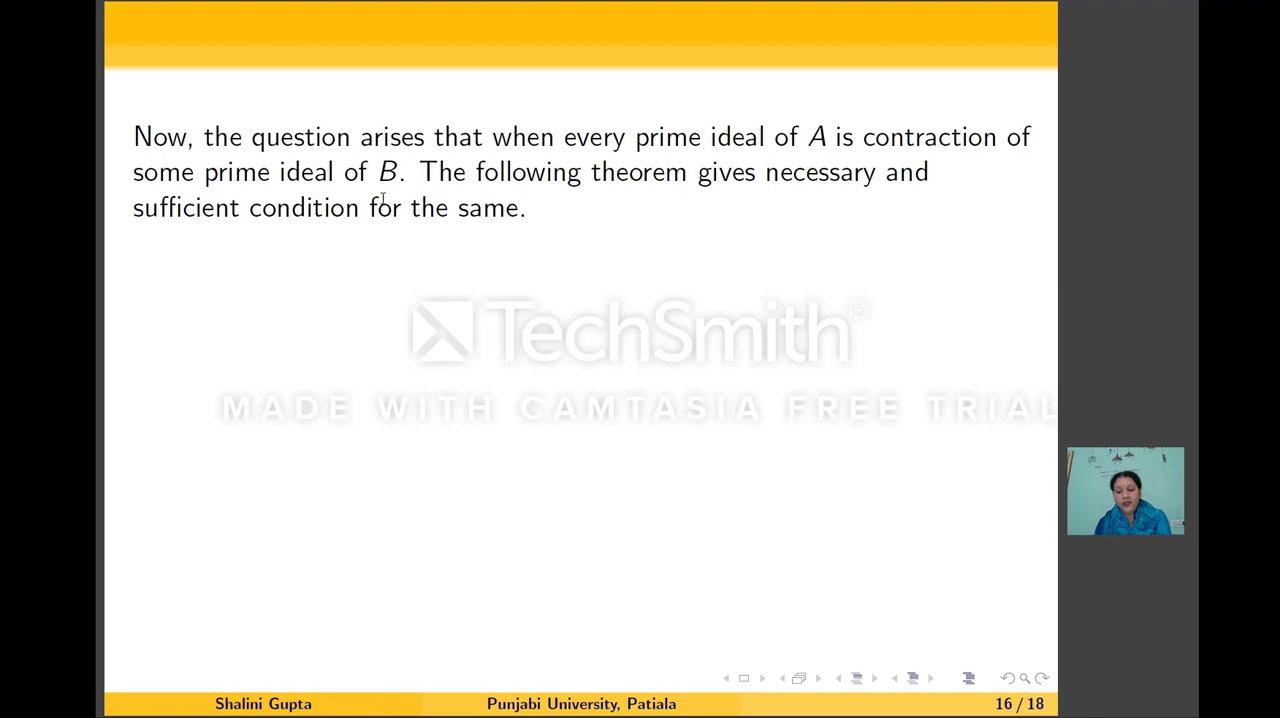 Now, the question arises that when every prime ideal of A is contraction of
some prime ideal of B. The following theorem gives necessary and
sufficient condition for the same.
TechSmith®
MADE WITH CAMTASIA FREE TRIAL
Shalini Gupta Punjabi University, Patiala 16 / 18